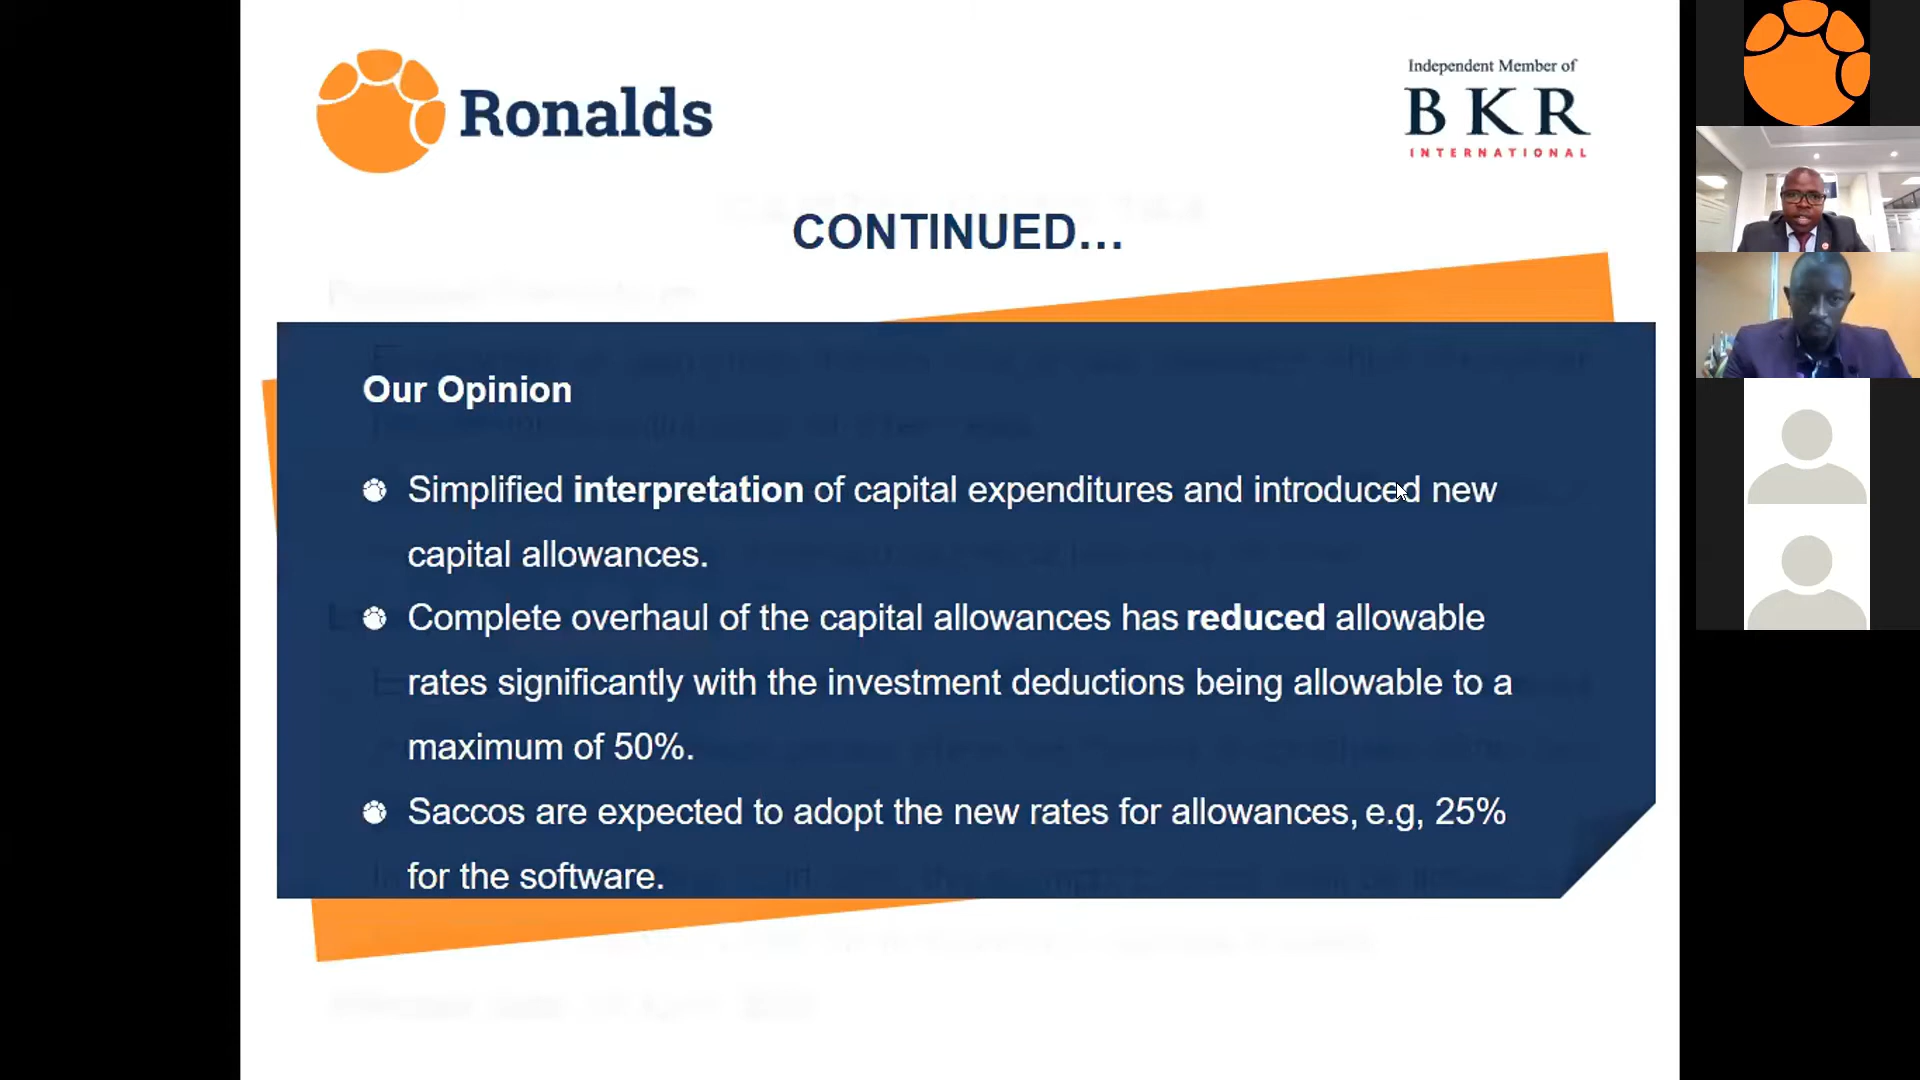 Ronalds
Independent Member of
BKR
INTERNATIONAL
CONTINUED...
Our Opinion
Simplified interpretation of capital expenditures and introduced new
capital allowances.
Complete overhaul of the capital allowances has reduced allowable
rates significantly with the investment deductions being allowable to a
maximum of 50%.
Saccos are expected to adopt the new rates for allowances, e.g, 25%
for the software.